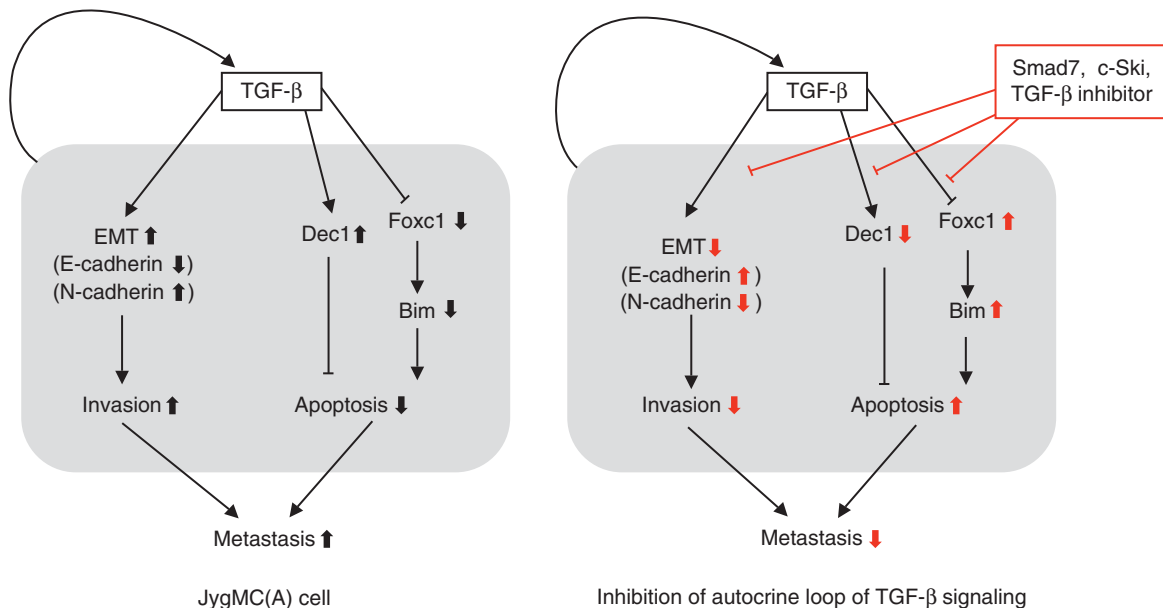 TGF-β
EMT ⬆
(E-cadherin ⬇)
(N-cadherin ⬆)
Dec1 ⬆
Foxc1 ⬇
Bim ⬇
Invasion ⬆
Apoptosis ⬇
Metastasis ⬆
JygMC(A) cell
TGF-β
Smad7, c-Ski,
TGF-β inhibitor
EMT ⬇
(E-cadherin ⬆)
(N-cadherin ⬇)
Dec1 ⬇
Foxc1 ⬆
Bim ⬆
Invasion ⬇
Apoptosis ⬆
Metastasis ⬇
Inhibition of autocrine loop of TGF-β signaling